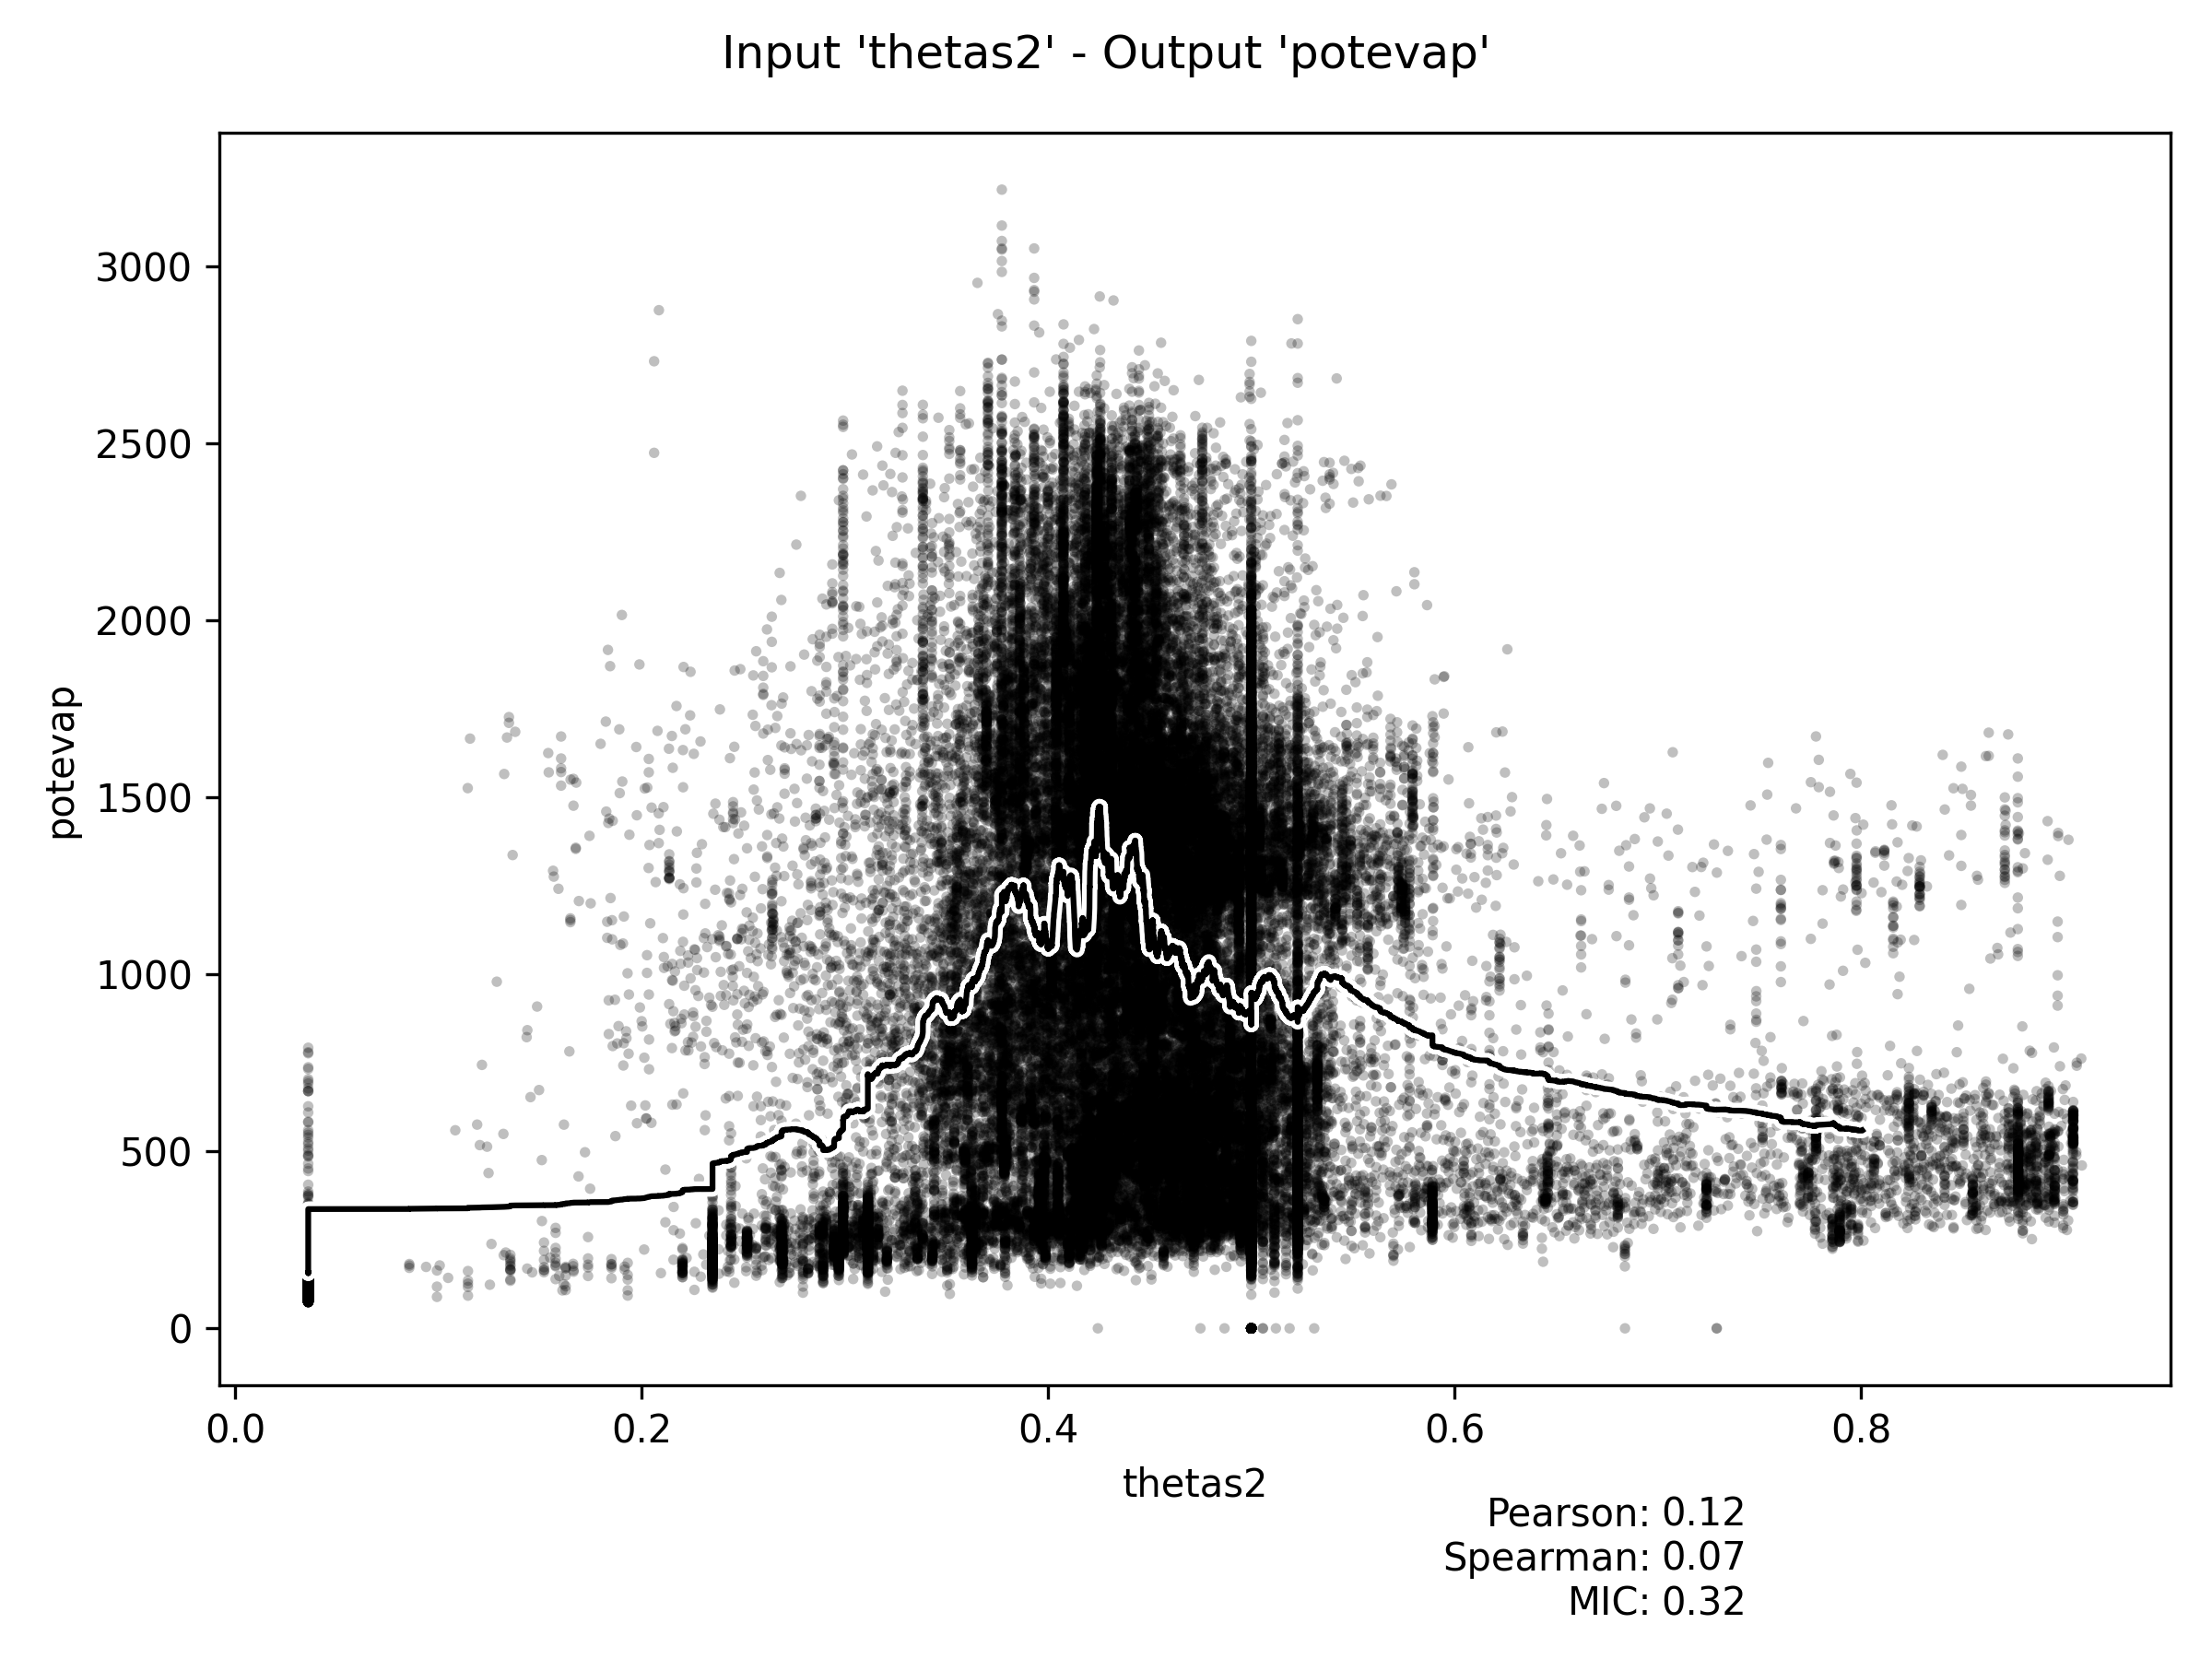 Input 'thetas2' - Output 'potevap'
3000
2500
2000
1500
1000
500
0
potevap
0.0 0.2 0.4 0.6 0.8
thetas2
Pearson: 0.12
Spearman: 0.07
MIC: 0.32